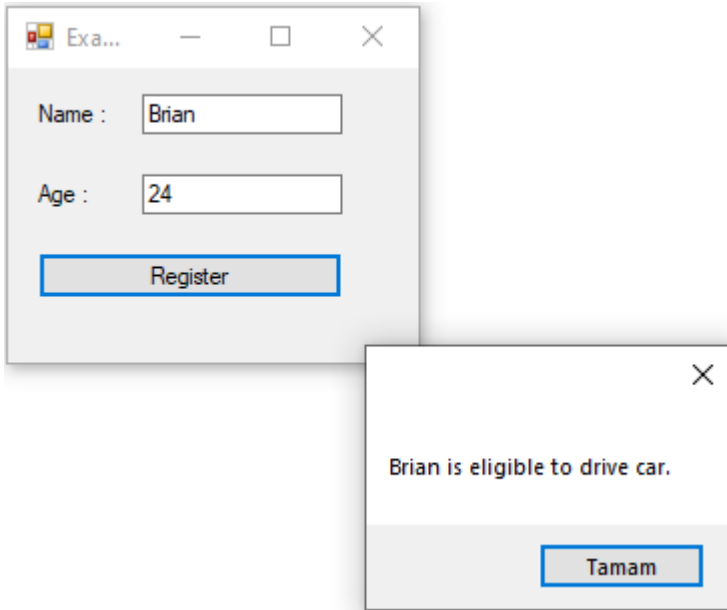 Exa...
Name : Brian
Age : 24
Register
Brian is eligible to drive car.
Tamam